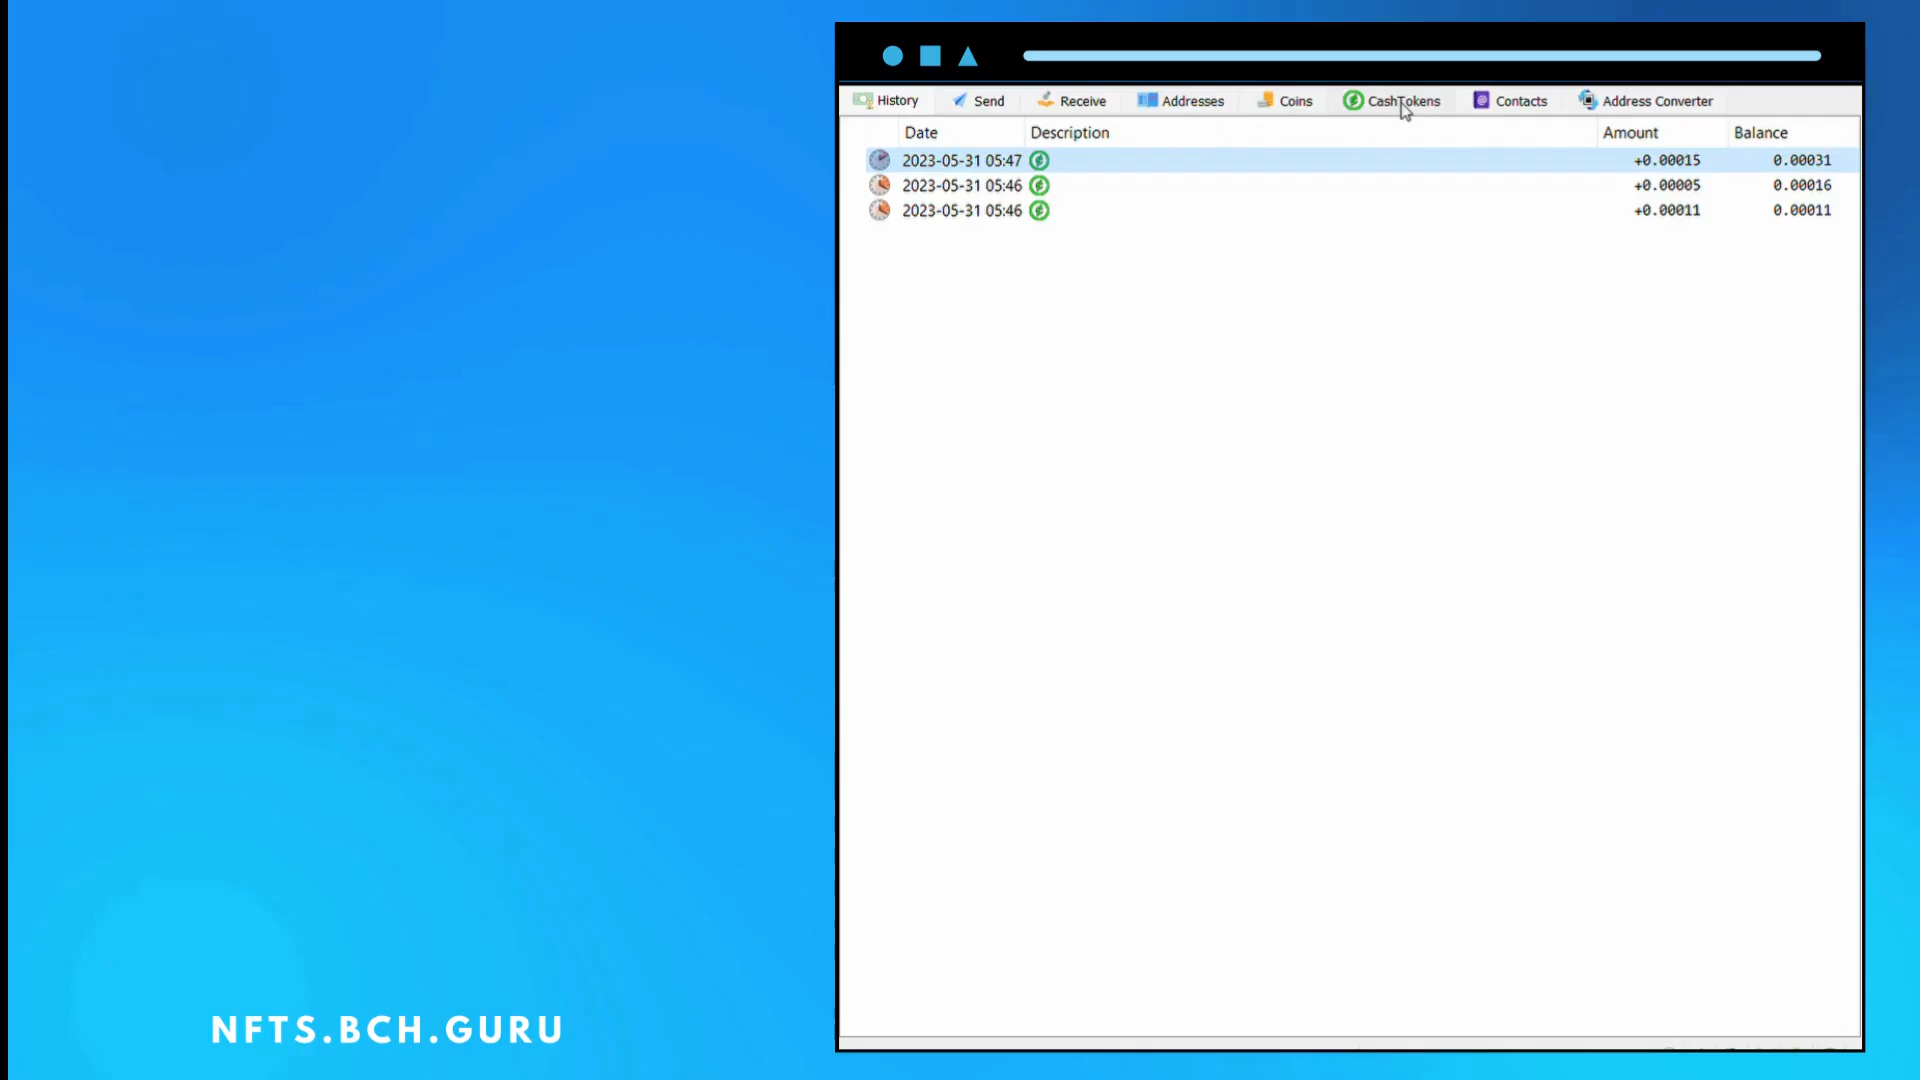 History Send Receive Addresses Coins CashTokens Contacts Address Converter
Date Description Amount Balance
2023-05-31 05:47 +0.00015 0.00031
2023-05-31 05:46 +0.00005 0.00016
2023-05-31 05:46 +0.00011 0.00011
NFTS.BCH.GURU